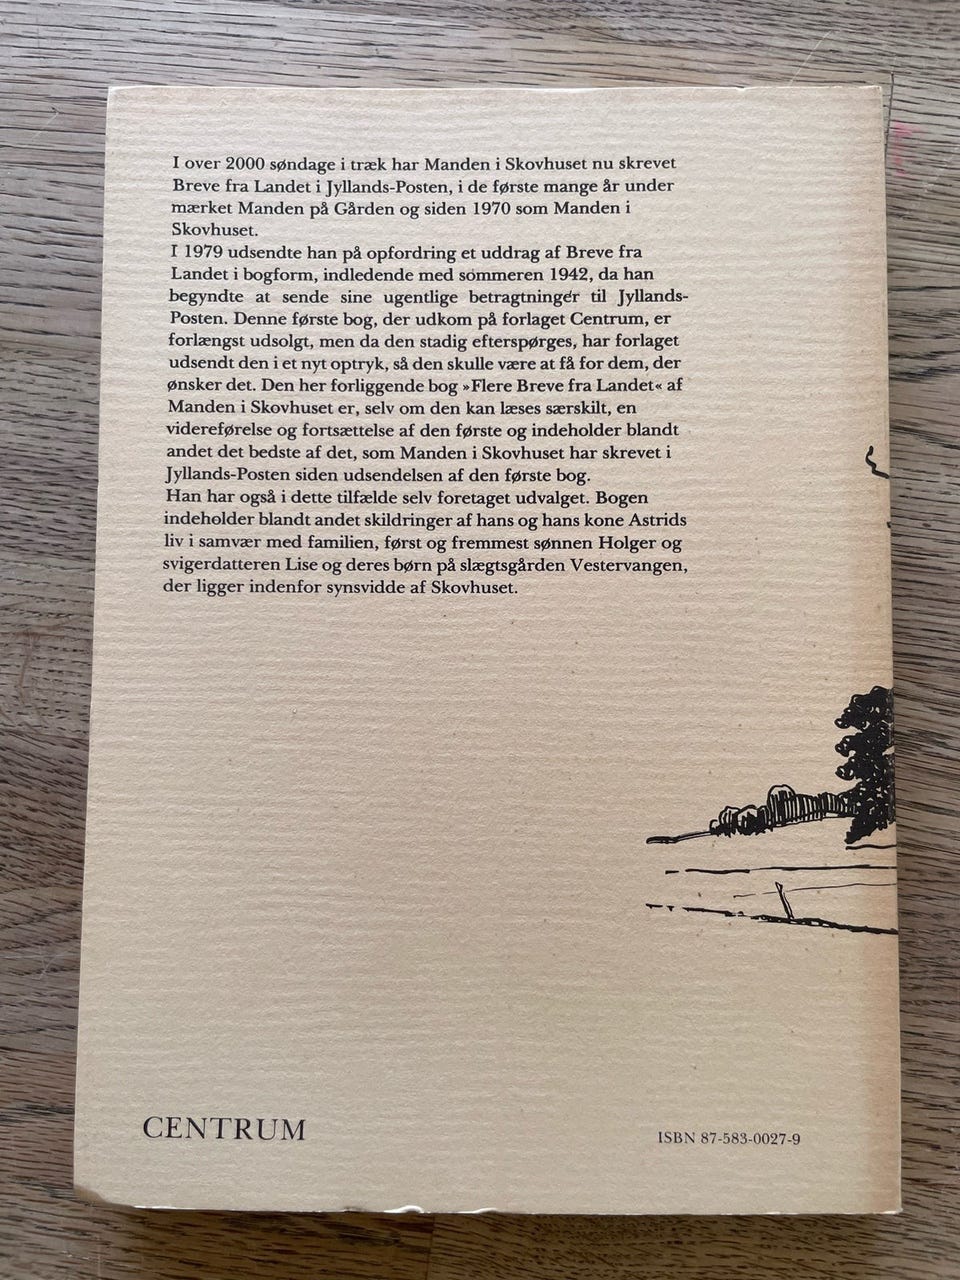 I over 2000 søndage i træk har Manden i Skovhuset nu skrevet
Breve fra Landet i Jyllands-Posten, i de første mange år under
mærket Manden på Gården og siden 1970 som Manden i
Skovhuset.
I 1979 udsendte han på opfordring et uddrag af Breve fra
Landet i bogform, indledende med sommeren 1942, da han
begyndte at sende sine ugentlige betragtninger til Jyllands-
Posten. Denne første bog, der udkom på forlaget Centrum, er
forlængst udsolgt, men da den stadig efterspørges, har forlaget
udsendt den i et nyt optryk, så den skulle være at få for dem, der
ønsker det. Den her forliggende bog »Flere Breve fra Landet« af
Manden i Skovhuset er, selv om den kan læses særskilt, en
videreførelse og fortsættelse af den første og indeholder blandt
andet det bedste af det, som Manden i Skovhuset har skrevet i
Jyllands-Posten siden udsendelsen af den første bog.
Han har også i dette tilfælde selv foretaget udvalget. Bogen
indeholder blandt andet skildringer af hans og hans kone Astrids
liv i samvær med familien, først og fremmest sønnen Holger og
svigerdatteren Lise og deres børn på slægtsgården Vestervangen,
der ligger indenfor synsvidde af Skovhuset.
CENTRUM
ISBN 87-583-0027-9